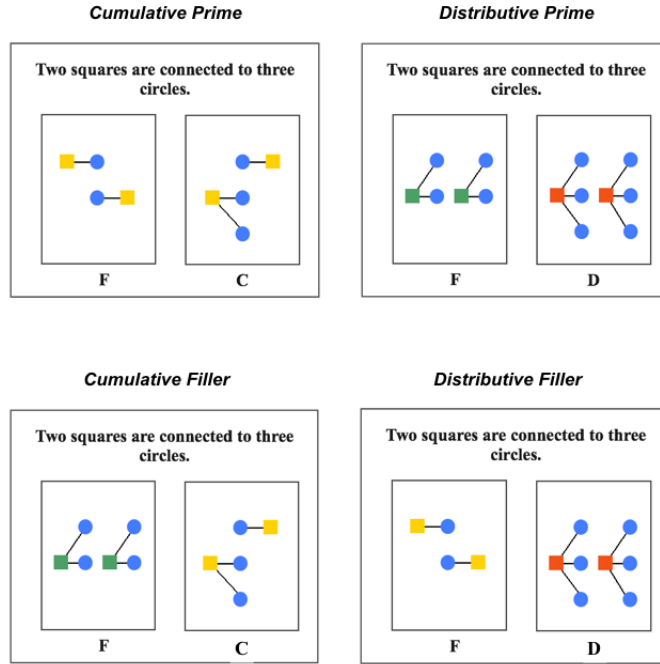 Cumulative Prime
Two squares are connected to three
circles.
F
C
Distributive Prime
Two squares are connected to three
circles.
F
D
Cumulative Filler
Two squares are connected to three
circles.
F
C
Distributive Filler
Two squares are connected to three
circles.
F
D